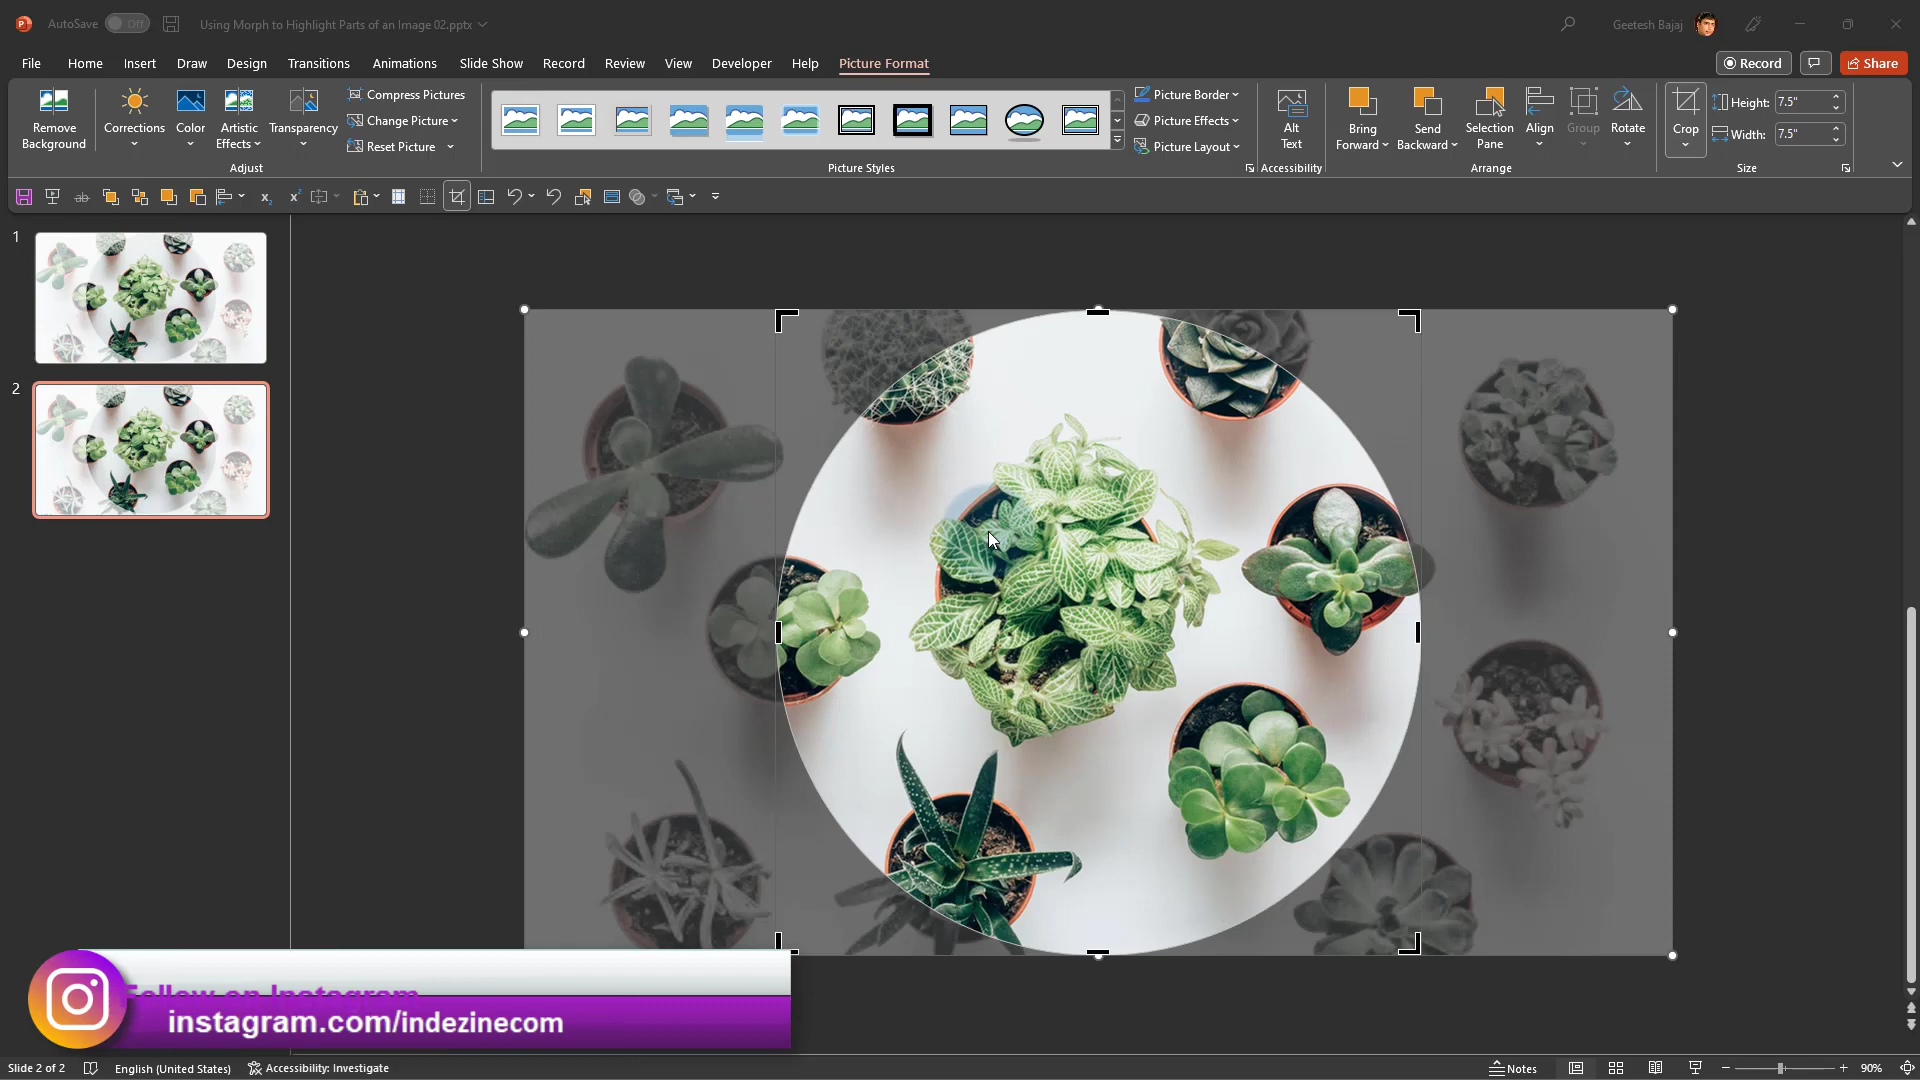 AutoSave Off Using Morph to Highlight Parts of an Image 02.pptx Geetesh Bajaj
File Home Insert Draw Design Transitions Animations Slide Show Record Review View Developer Help Picture Format Record Share
Remove Background
Corrections
Color
Artistic Effects
Transparency
Compress Pictures
Change Picture
Reset Picture
Adjust
Picture Styles
Picture Border
Picture Effects
Picture Layout
Alt Text
Accessibility
Bring Forward
Send Backward
Selection Pane
Align
Group
Rotate
Arrange
Crop
Height: 7.5"
Width: 7.5"
Size
1
2
Follow on Instagram
instagram.com/indezinecom
Slide 2 of 2 English (United States) Accessibility: Investigate Notes 90%